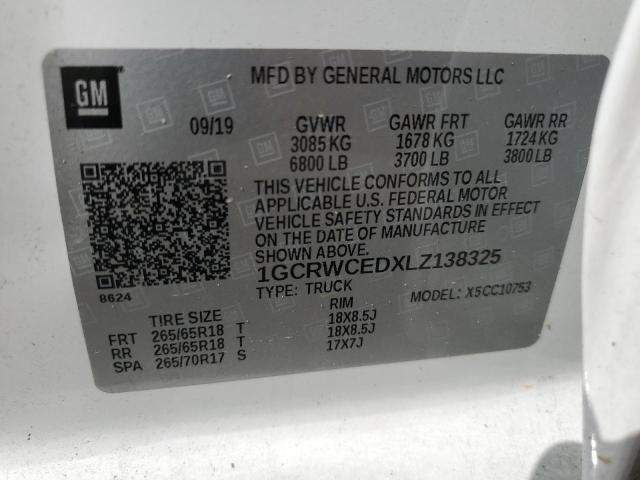 GM
MFD BY GENERAL MOTORS LLC
09/19 GVWR GAWR FRT GAWR RR
3085 KG 1678 KG 1724 KG
6800 LB 3700 LB 3800 LB
THIS VEHICLE CONFORMS TO ALL
APPLICABLE U.S. FEDERAL MOTOR
VEHICLE SAFETY STANDARDS IN EFFECT
ON THE DATE OF MANUFACTURE SHOWN ABOVE.
1GCRWCEDXLZ138325
8624 TYPE: TRUCK MODEL: X5CC10753
TIRE SIZE RIM
FRT 265/65R18 T 18X8.5J
RR 265/65R18 T 18X8.5J
SPA 265/70R17 S 17X7J